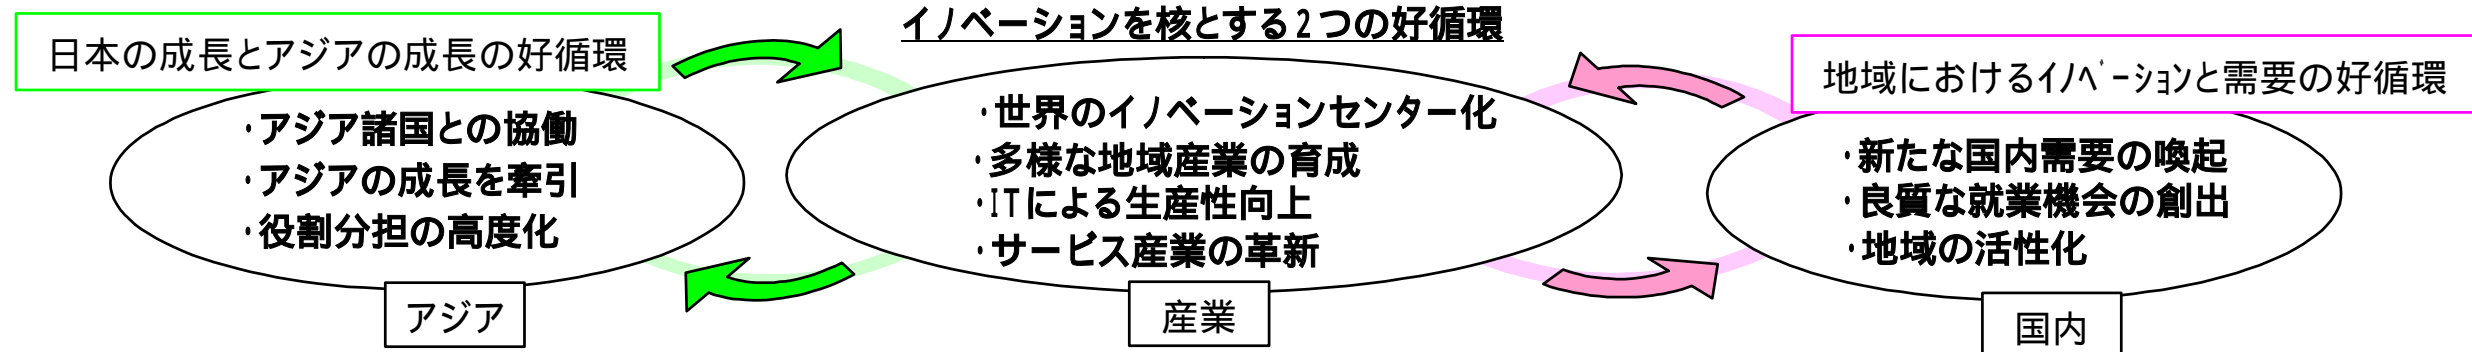 イノベーションを核とする2つの好循環
日本の成長とアジアの成長の好循環
・アジア諸国との協働
・アジアの成長を牽引
・役割分担の高度化
アジア
・世界のイノベーションセンター化
・多様な地域産業の育成
・ITによる生産性向上
・サービス産業の革新
産業
地域におけるイノベーションと需要の好循環
・新たな国内需要の喚起
・良質な就業機会の創出
・地域の活性化
国内